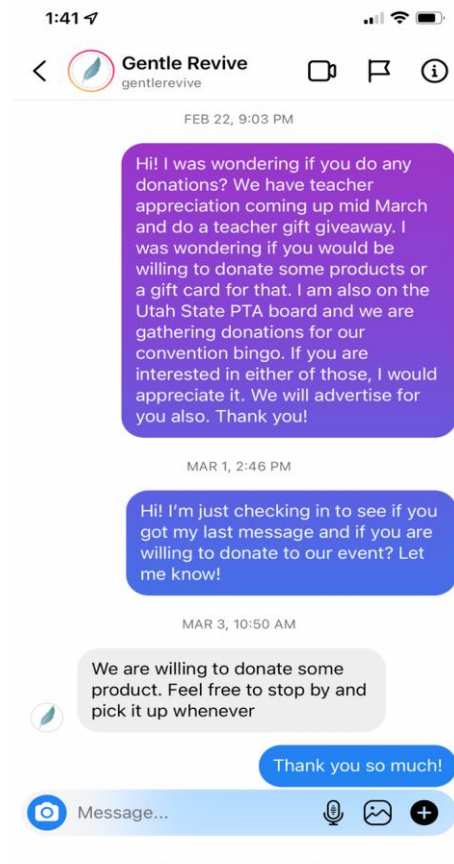 1:41
Gentle Revive
gentlerevive
FEB 22, 9:03 PM
Hi! I was wondering if you do any
donations? We have teacher
appreciation coming up mid March
and do a teacher gift giveaway. I
was wondering if you would be
willing to donate some products or
a gift card for that. I am also on the
Utah State PTA board and we are
gathering donations for our
convention bingo. If you are
interested in either of those, I would
appreciate it. We will advertise for
you also. Thank you!
MAR 1, 2:46 PM
Hi! I'm just checking in to see if you
got my last message and if you are
willing to donate to our event? Let
me know!
MAR 3, 10:50 AM
We are willing to donate some
product. Feel free to stop by and
pick it up whenever
Thank you so much!
Message...